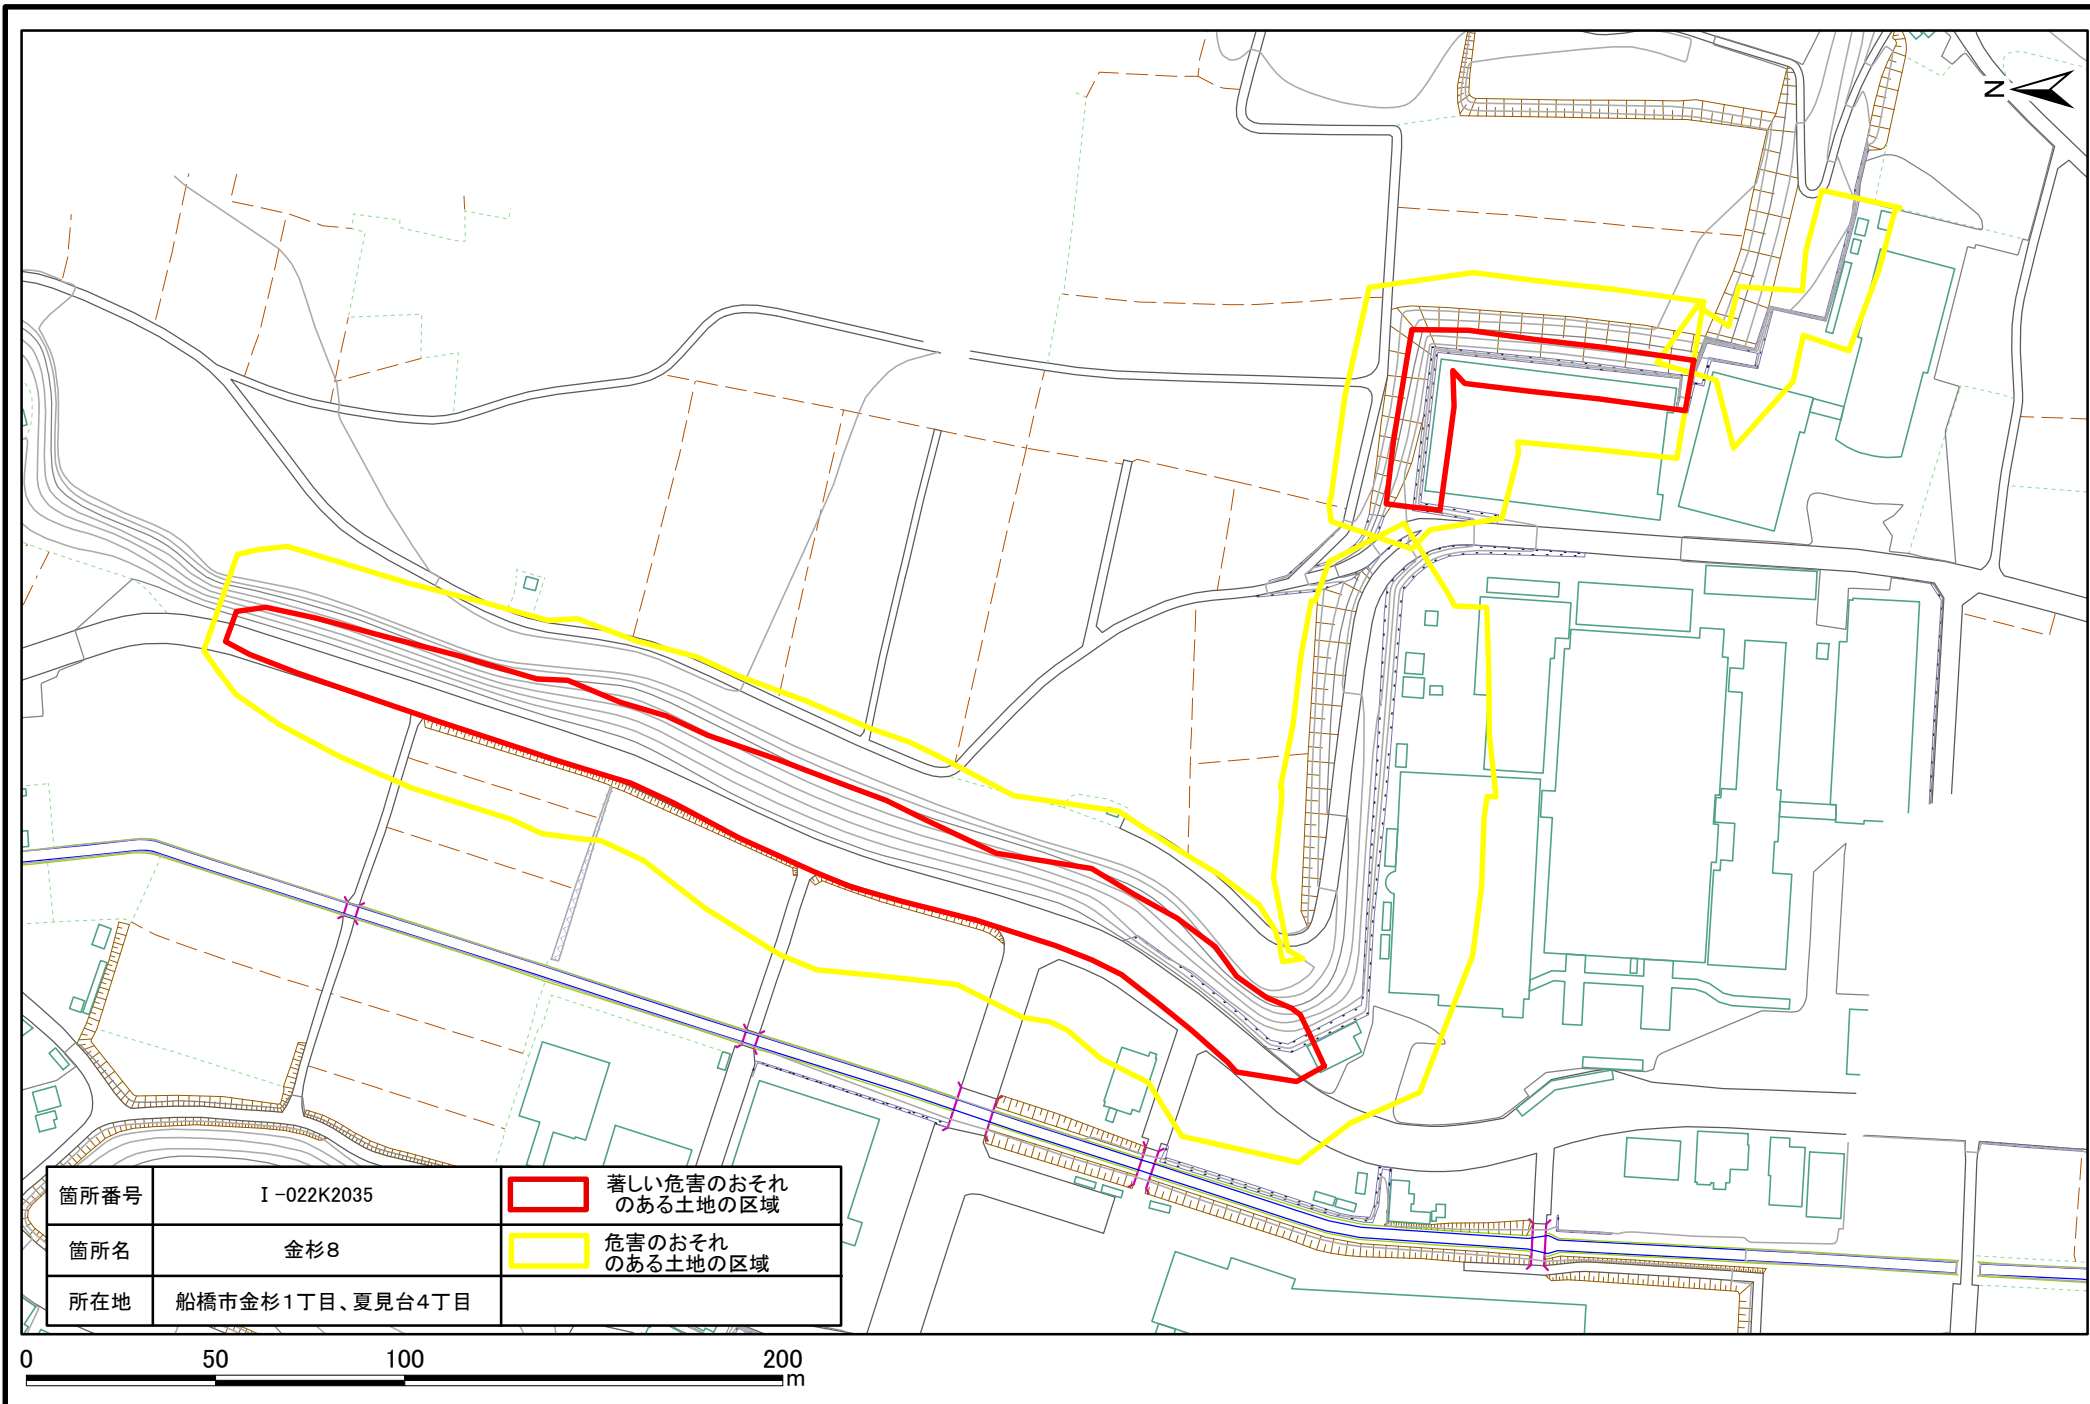 N
箇所番号
Ⅰ-022K2035
著しい危害のおそれ
のある土地の区域
箇所名
金杉8
危害のおそれ
のある土地の区域
所在地
船橋市金杉1丁目、夏見台4丁目
0 50 100 200
m